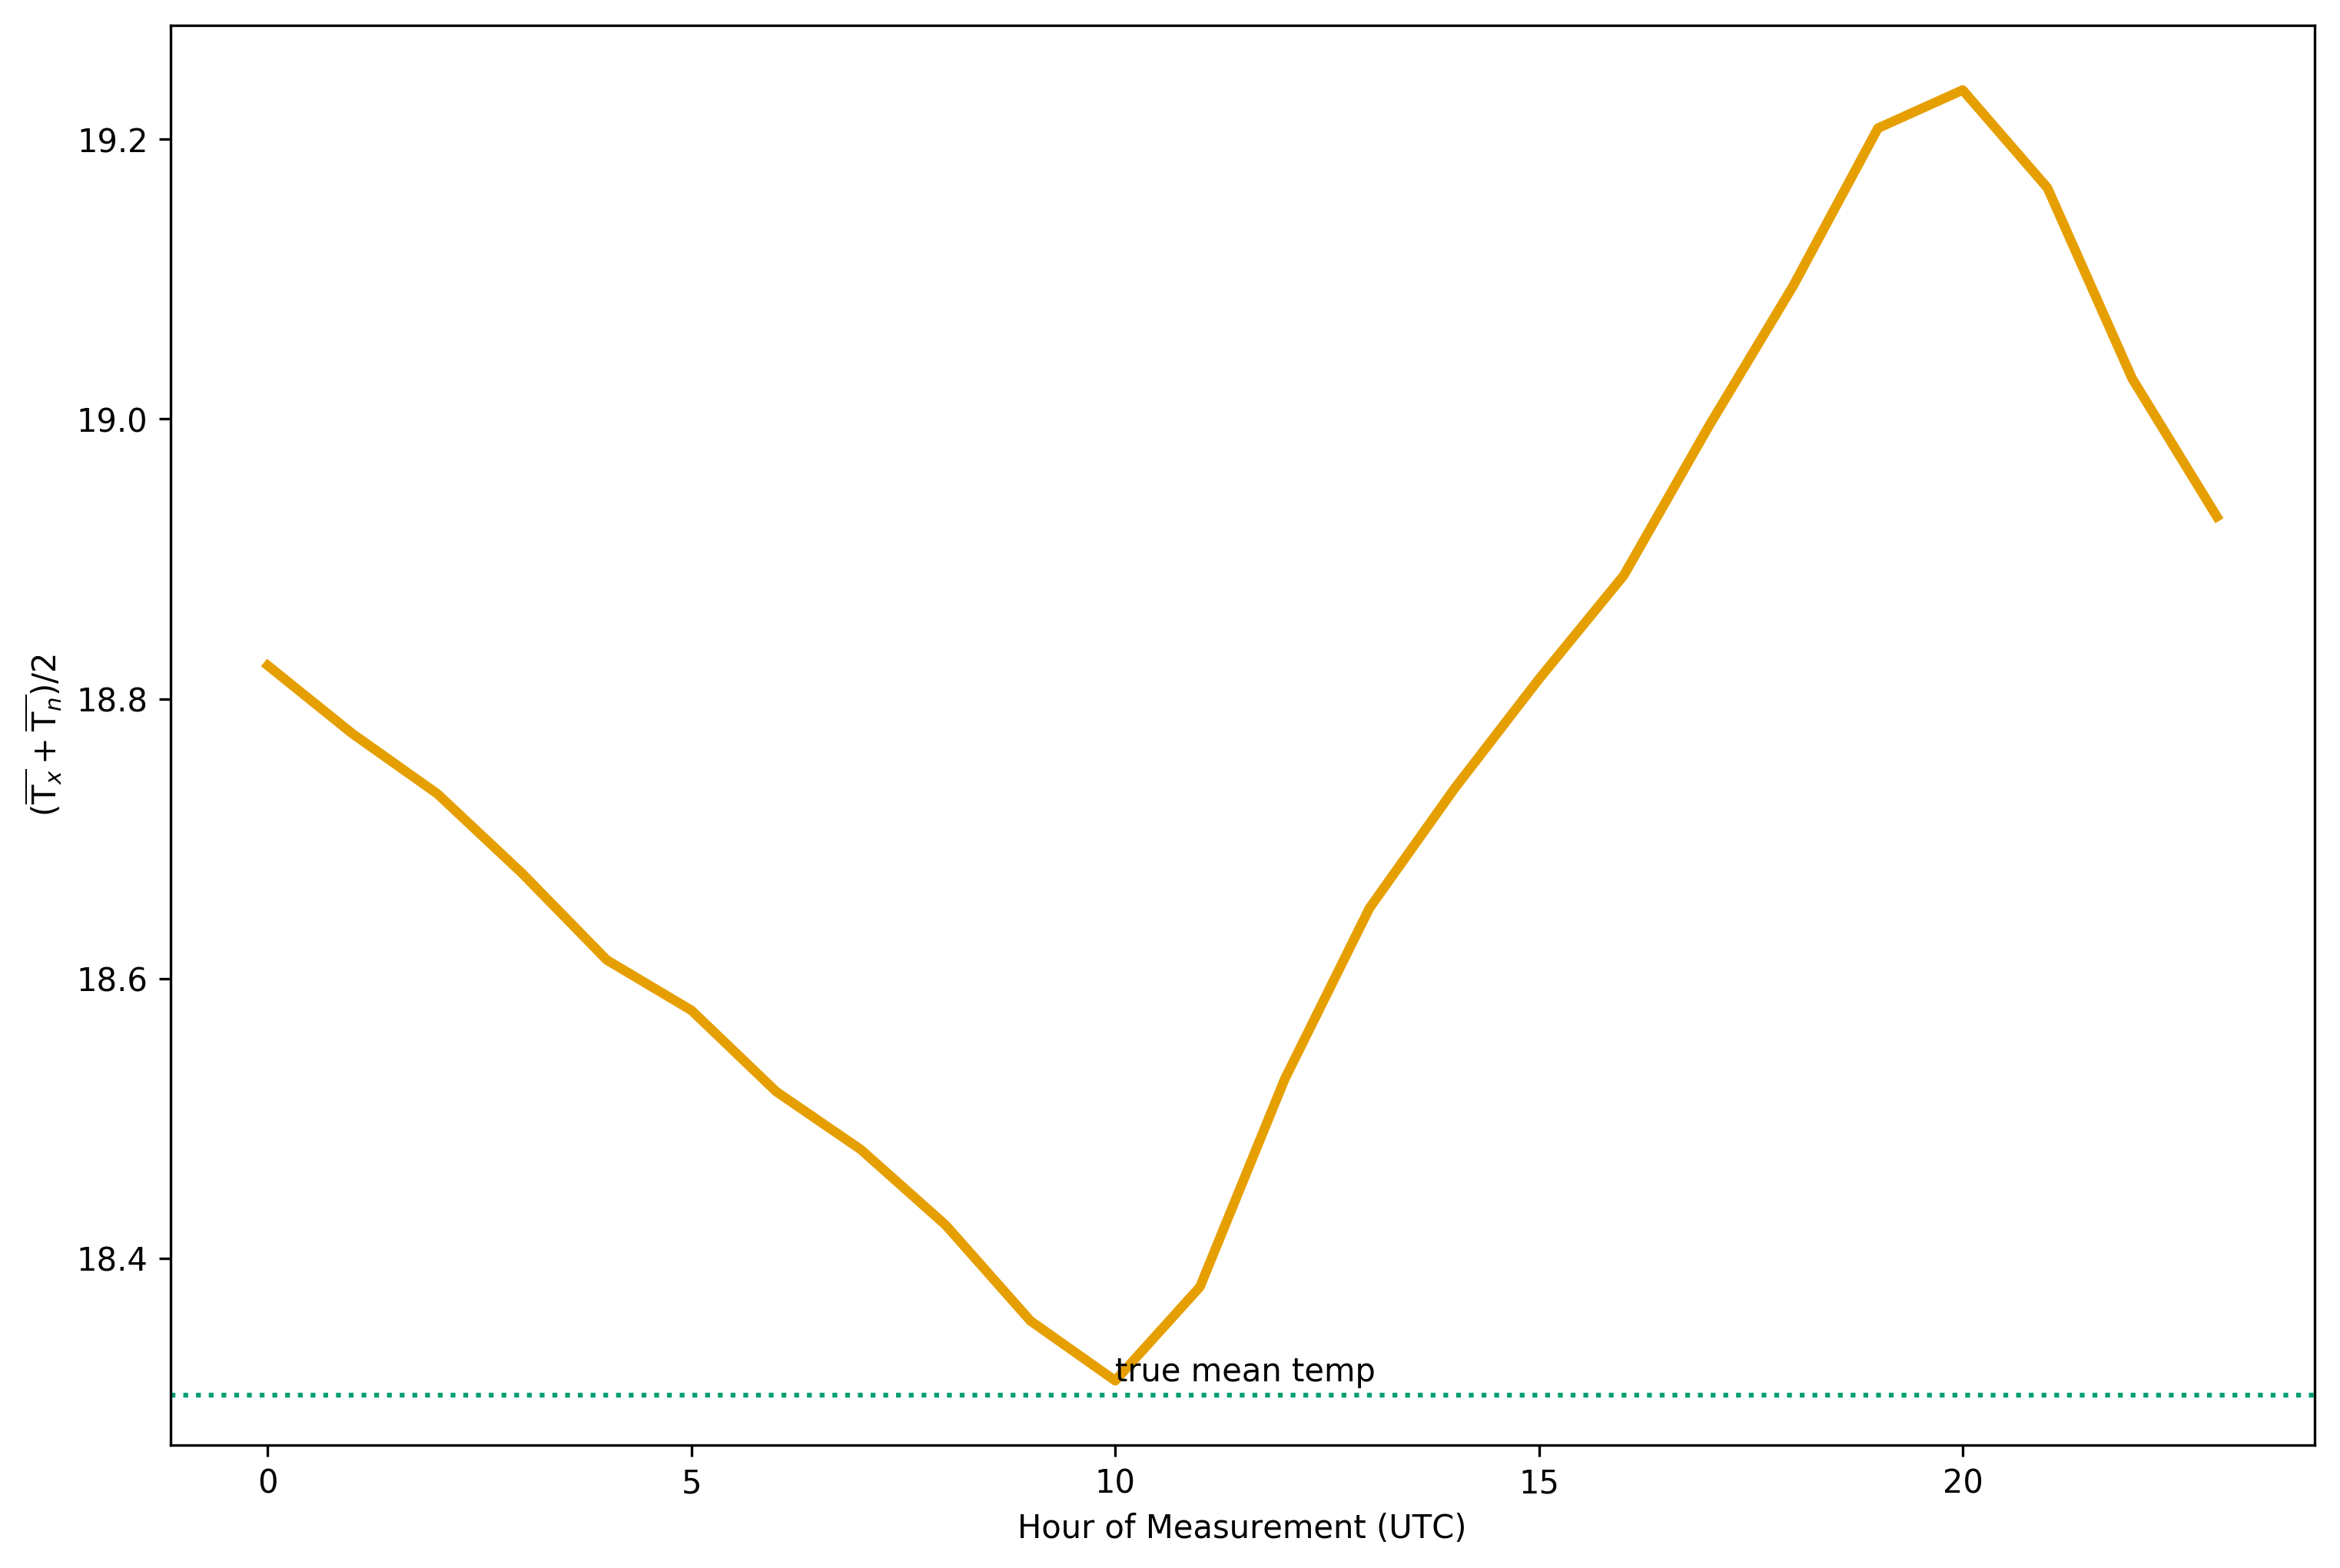 19.2
19.0
18.8
18.6
18.4
(T̅ₓ + T̅ₙ)/2
true mean temp
0 5 10 15 20
Hour of Measurement (UTC)